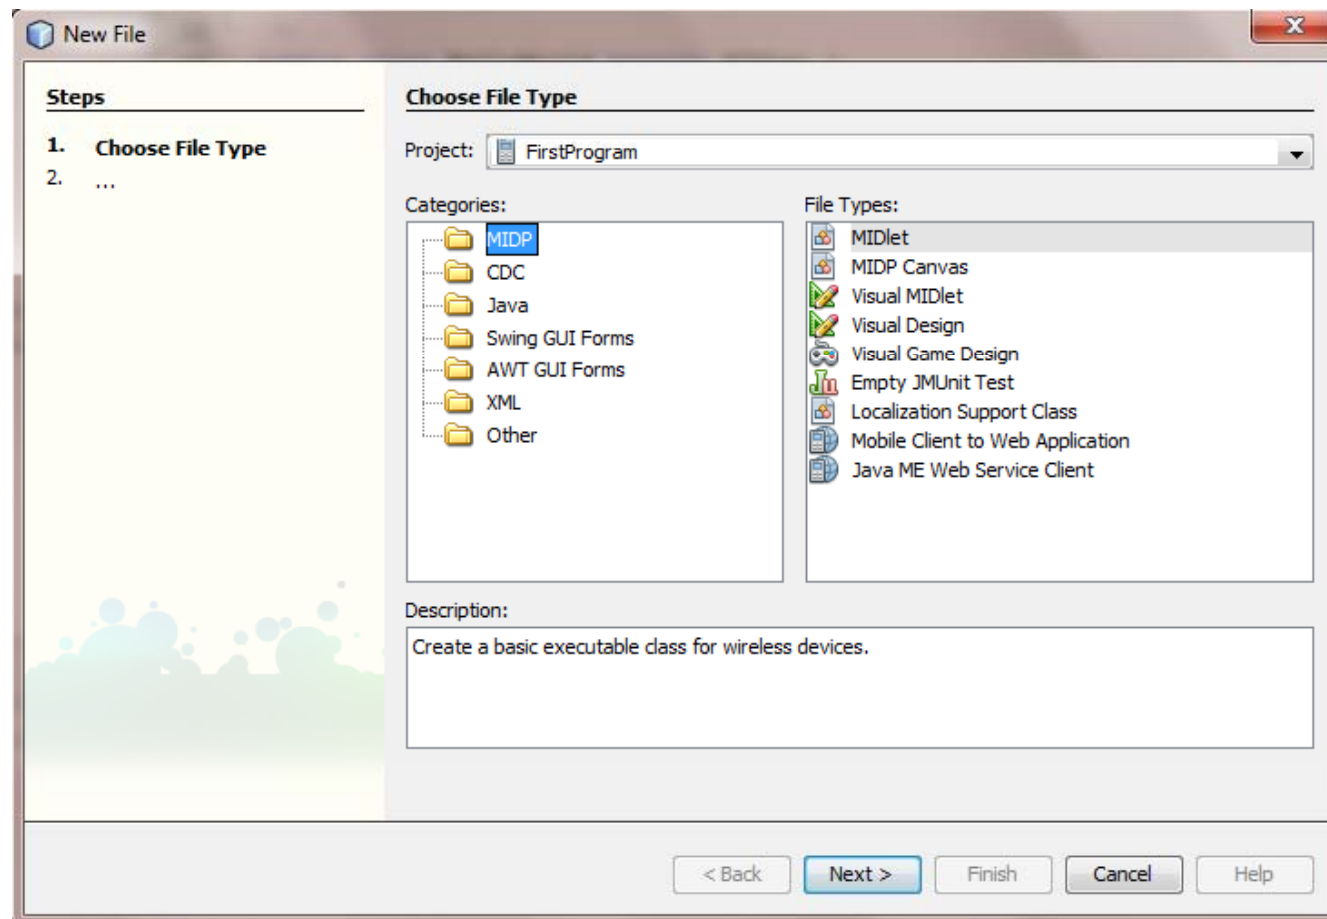 New File
Steps
1. Choose File Type
2. ...
Choose File Type
Project: FirstProgram
Categories:
MIDP
CDC
Java
Swing GUI Forms
AWT GUI Forms
XML
Other
File Types:
MIDlet
MIDP Canvas
Visual MIDlet
Visual Design
Visual Game Design
Empty JMUnit Test
Localization Support Class
Mobile Client to Web Application
Java ME Web Service Client
Description:
Create a basic executable class for wireless devices.
< Back Next > Finish Cancel Help